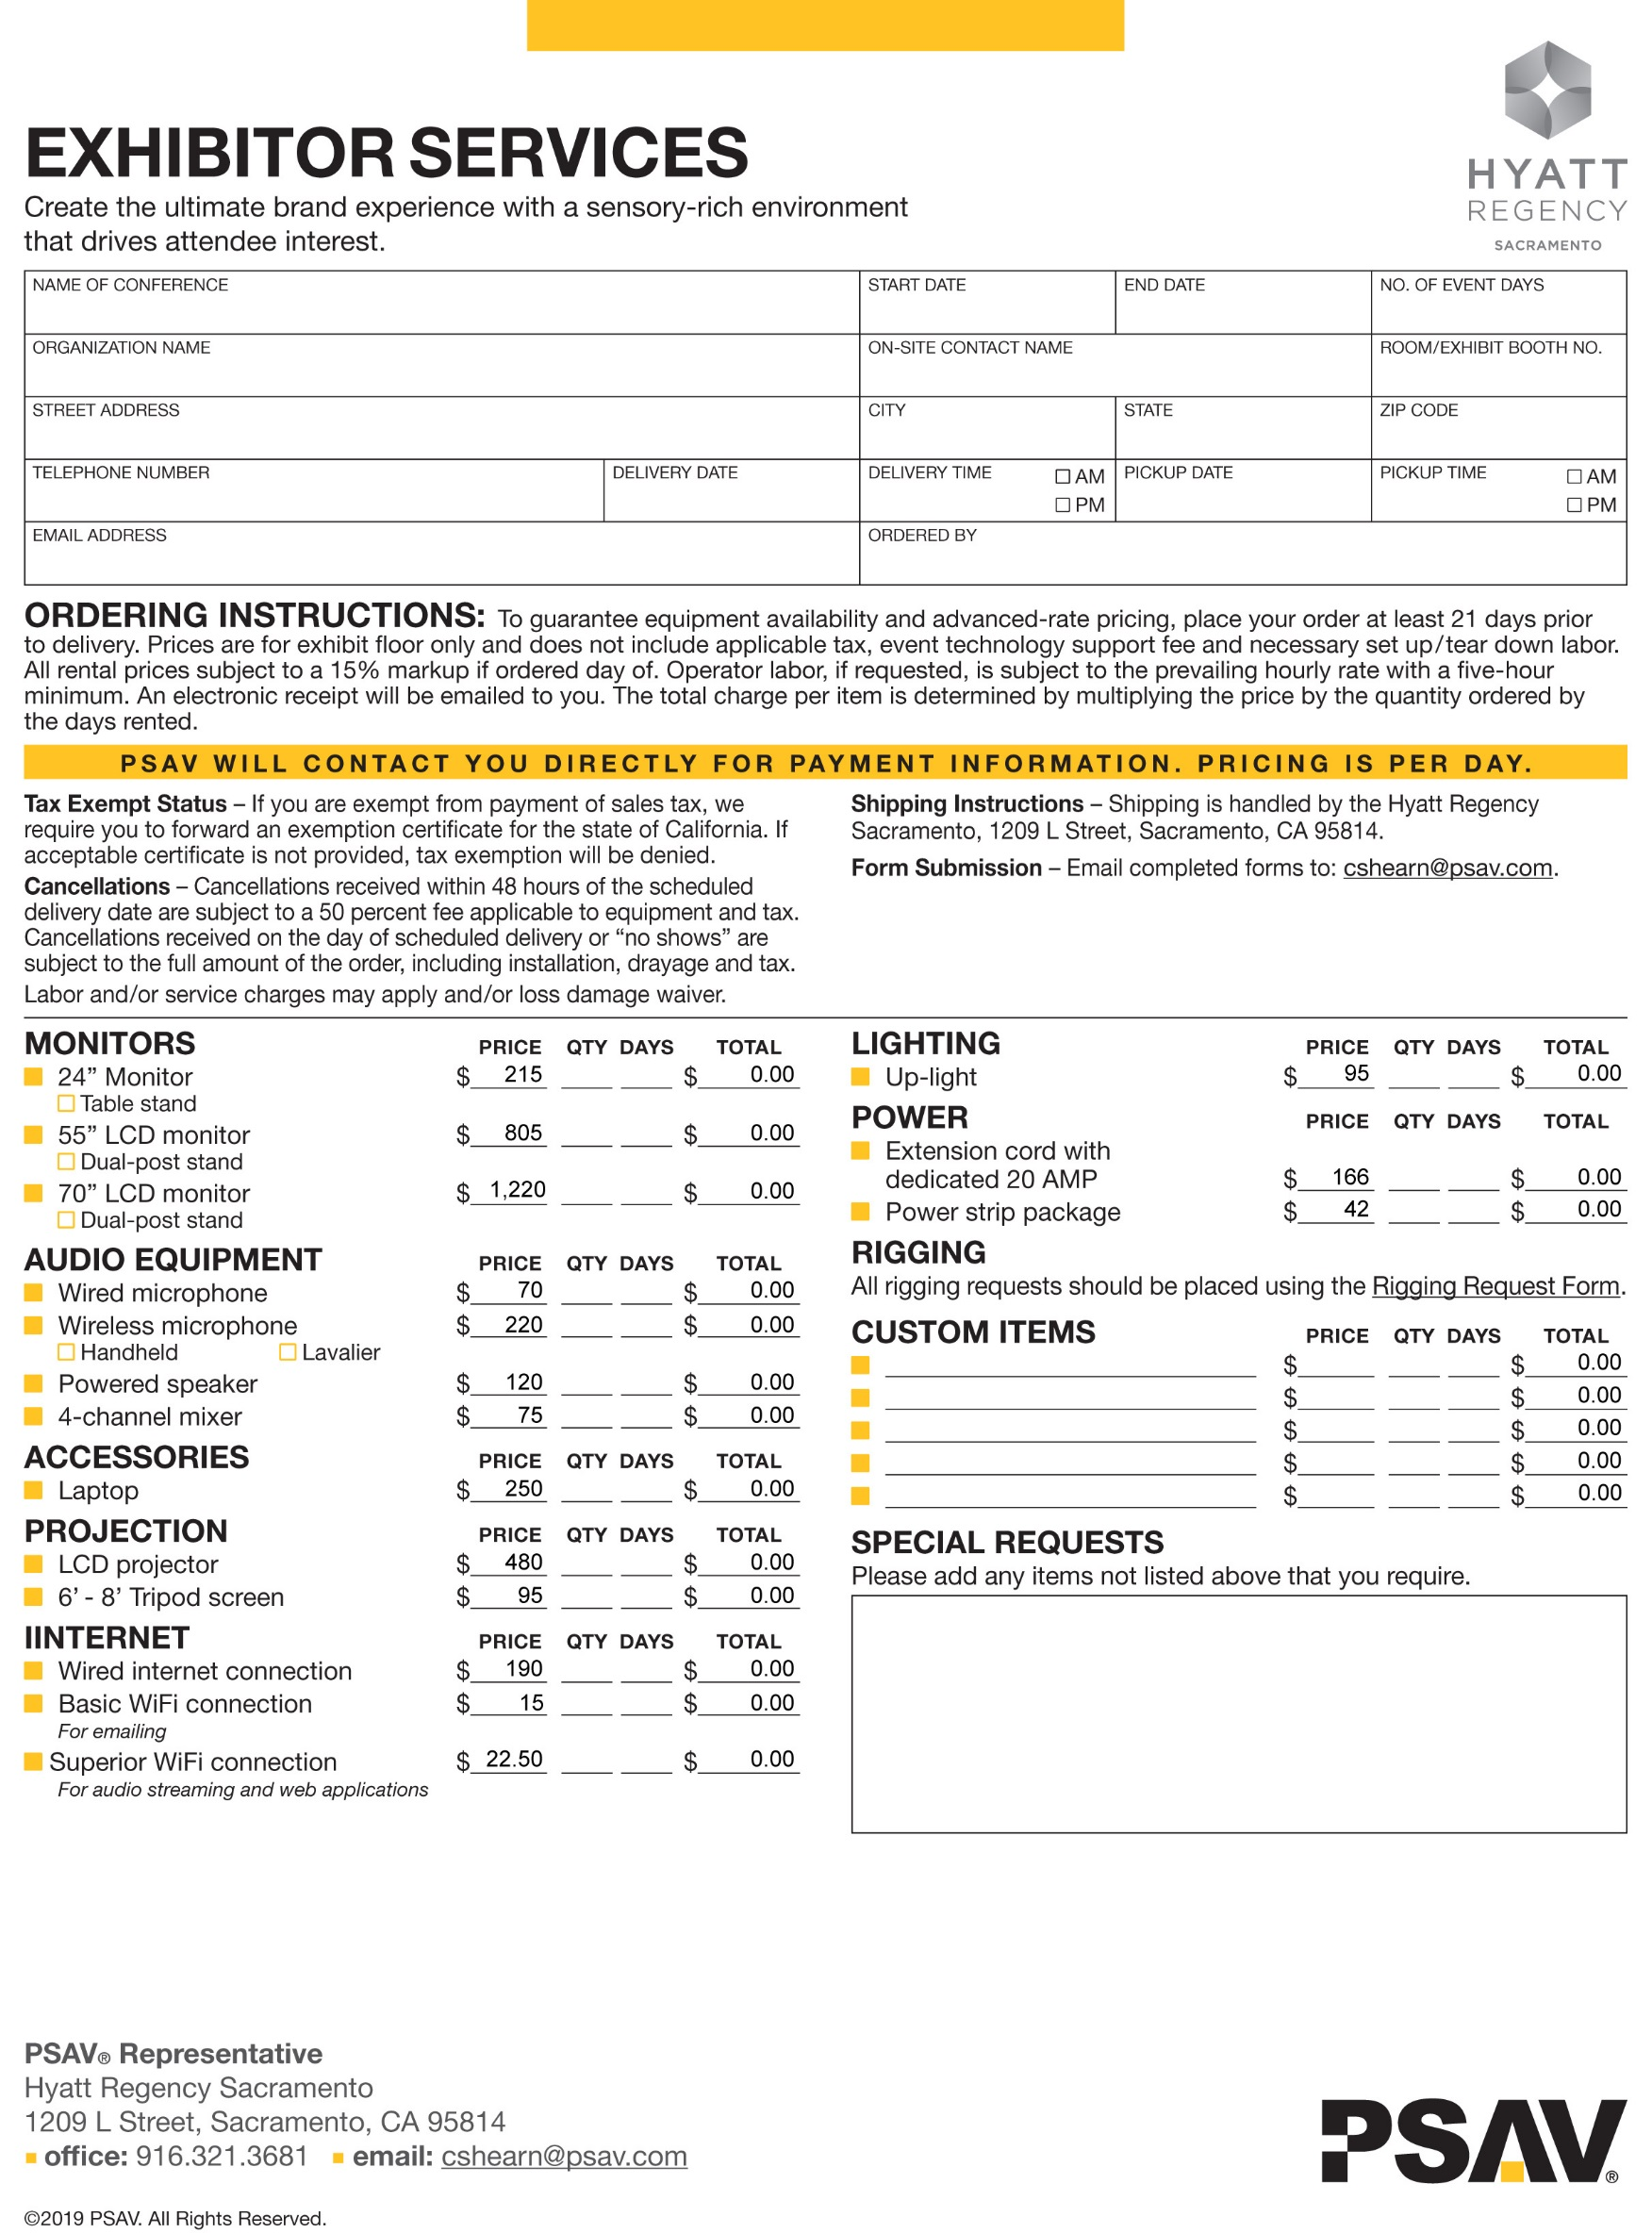 HYATT
REGENCY
SACRAMENTO
EXHIBITOR SERVICES
Create the ultimate brand experience with a sensory-rich environment
that drives attendee interest.
NAME OF CONFERENCE START DATE END DATE NO. OF EVENT DAYS
ORGANIZATION NAME ON-SITE CONTACT NAME ROOM/EXHIBIT BOOTH NO.
STREET ADDRESS CITY STATE ZIP CODE
TELEPHONE NUMBER DELIVERY DATE DELIVERY TIME AM PICKUP DATE PICKUP TIME AM
PM PM
EMAIL ADDRESS ORDERED BY
ORDERING INSTRUCTIONS: To guarantee equipment availability and advanced-rate pricing, place your order at least 21 days prior
to delivery. Prices are for exhibit floor only and does not include applicable tax, event technology support fee and necessary set up/tear down labor.
All rental prices subject to a 15% markup if ordered day of. Operator labor, if requested, is subject to the prevailing hourly rate with a five-hour
minimum. An electronic receipt will be emailed to you. The total charge per item is determined by multiplying the price by the quantity ordered by
the days rented.
PSAV WILL CONTACT YOU DIRECTLY FOR PAYMENT INFORMATION. PRICING IS PER DAY.
Tax Exempt Status – If you are exempt from payment of sales tax, we
require you to forward an exemption certificate for the state of California. If
acceptable certificate is not provided, tax exemption will be denied.
Cancellations – Cancellations received within 48 hours of the scheduled
delivery date are subject to a 50 percent fee applicable to equipment and tax.
Cancellations received on the day of scheduled delivery or “no shows” are
subject to the full amount of the order, including installation, drayage and tax.
Labor and/or service charges may apply and/or loss damage waiver.
Shipping Instructions – Shipping is handled by the Hyatt Regency
Sacramento, 1209 L Street, Sacramento, CA 95814.
Form Submission – Email completed forms to: cshearn@psav.com.
MONITORS PRICE QTY DAYS TOTAL
24” Monitor $ 215 $ 0.00
Table stand
55” LCD monitor $ 805 $ 0.00
Dual-post stand
70” LCD monitor $ 1,220 $ 0.00
Dual-post stand
AUDIO EQUIPMENT PRICE QTY DAYS TOTAL
Wired microphone $ 70 $ 0.00
Wireless microphone $ 220 $ 0.00
Handheld Lavalier
Powered speaker $ 120 $ 0.00
4-channel mixer $ 75 $ 0.00
ACCESSORIES PRICE QTY DAYS TOTAL
Laptop $ 250 $ 0.00
PROJECTION PRICE QTY DAYS TOTAL
LCD projector $ 480 $ 0.00
6’ - 8’ Tripod screen $ 95 $ 0.00
IINTERNET PRICE QTY DAYS TOTAL
Wired internet connection $ 190 $ 0.00
Basic WiFi connection $ 15 $ 0.00
For emailing
Superior WiFi connection $ 22.50 $ 0.00
For audio streaming and web applications
LIGHTING PRICE QTY DAYS TOTAL
Up-light $ 95 $ 0.00
POWER PRICE QTY DAYS TOTAL
Extension cord with
dedicated 20 AMP $ 166 $ 0.00
Power strip package $ 42 $ 0.00
RIGGING
All rigging requests should be placed using the Rigging Request Form.
CUSTOM ITEMS PRICE QTY DAYS TOTAL
$ $ 0.00
$ $ 0.00
$ $ 0.00
$ $ 0.00
$ $ 0.00
SPECIAL REQUESTS
Please add any items not listed above that you require.
PSAV® Representative
Hyatt Regency Sacramento
1209 L Street, Sacramento, CA 95814
office: 916.321.3681 email: cshearn@psav.com
PSAV®
©2019 PSAV. All Rights Reserved.